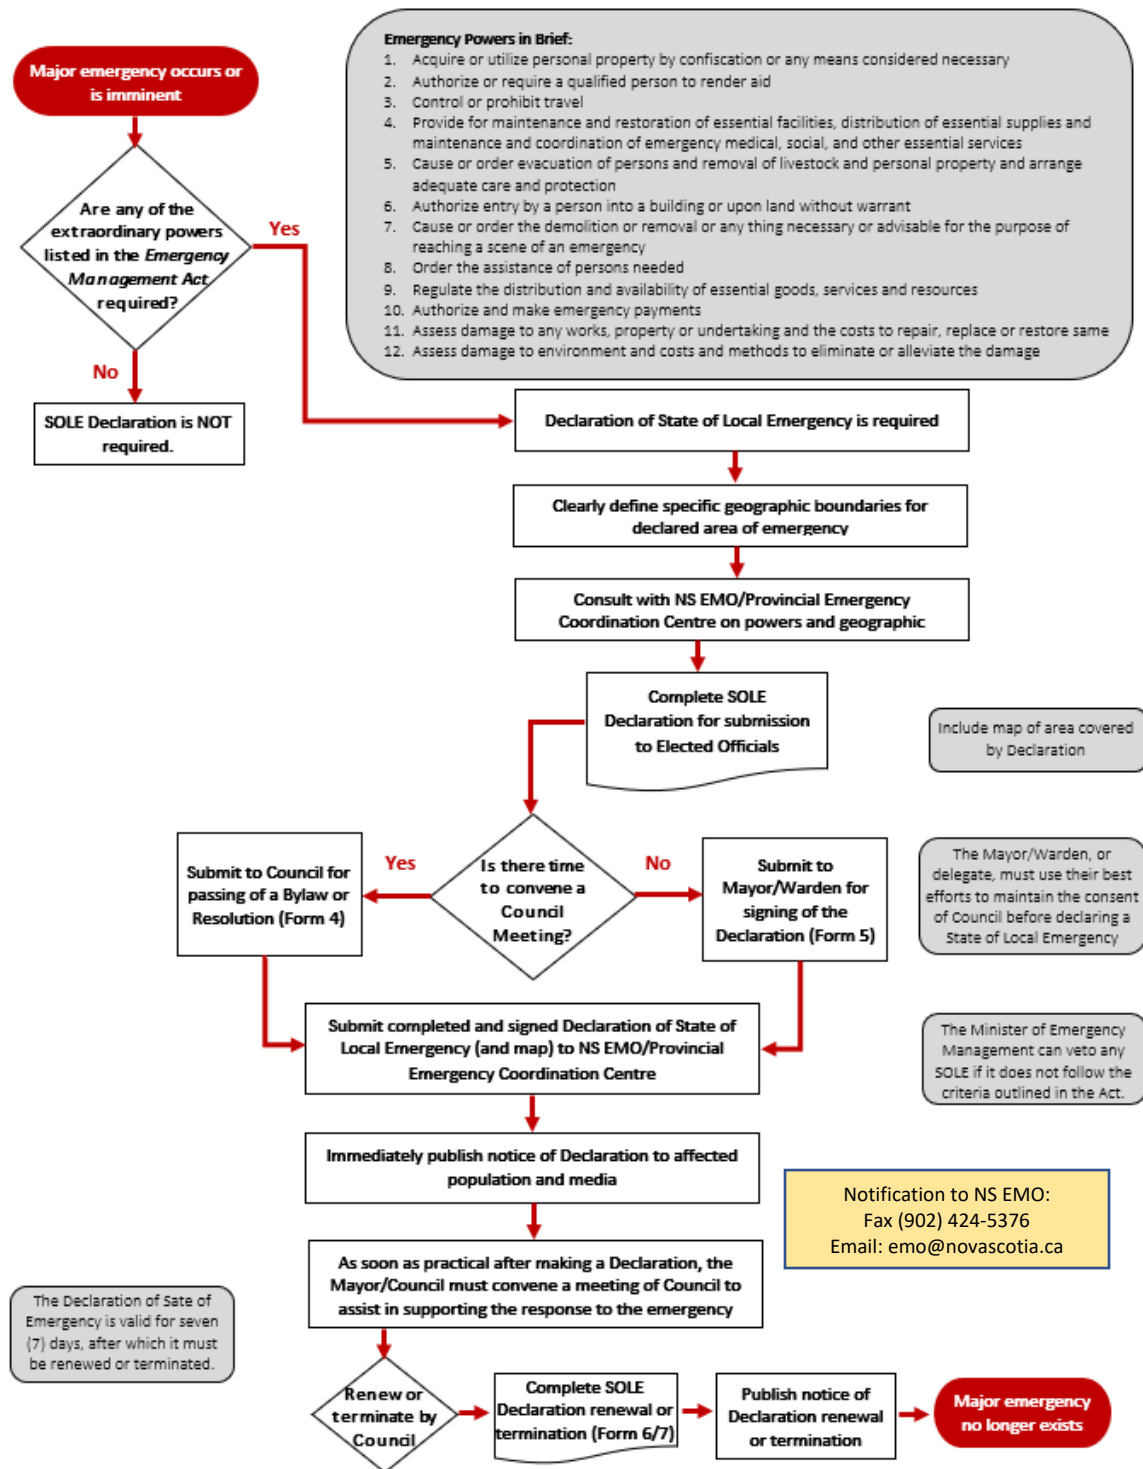 Emergency Powers in Brief:
1. Acquire or utilize personal property by confiscation or any means considered necessary
2. Authorize or require a qualified person to render aid
3. Control or prohibit travel
4. Provide for maintenance and restoration of essential facilities, distribution of essential supplies and
maintenance and coordination of emergency medical, social, and other essential services
5. Cause or order evacuation of persons and removal of livestock and personal property and arrange
adequate care and protection
6. Authorize entry by a person into a building or upon land without warrant
7. Cause or order the demolition or removal or any thing necessary or advisable for the purpose of
reaching a scene of an emergency
8. Order the assistance of persons needed
9. Regulate the distribution and availability of essential goods, services and resources
10. Authorize and make emergency payments
11. Assess damage to any works, property or undertaking and the costs to repair, replace or restore same
12. Assess damage to environment and costs and methods to eliminate or alleviate the damage
Major emergency occurs or
is imminent
Are any of the
extraordinary powers
listed in the Emergency
Management Act
required?
Yes
No
SOLE Declaration is NOT
required.
Declaration of State of Local Emergency is required
Clearly define specific geographic boundaries for
declared area of emergency
Consult with NS EMO/Provincial Emergency
Coordination Centre on powers and geographic
Complete SOLE
Declaration for submission
to Elected Officials
Include map of area covered
by Declaration
Is there time
to convene a
Council
Meeting?
Yes
No
Submit to Council for
passing of a Bylaw or
Resolution (Form 4)
Submit to
Mayor/Warden for
signing of the
Declaration (Form 5)
The Mayor/Warden, or
delegate, must use their best
efforts to maintain the consent
of Council before declaring a
State of Local Emergency
Submit completed and signed Declaration of State of
Local Emergency (and map) to NS EMO/Provincial
Emergency Coordination Centre
The Minister of Emergency
Management can veto any
SOLE if it does not follow the
criteria outlined in the Act.
Immediately publish notice of Declaration to affected
population and media
Notification to NS EMO:
Fax (902) 424-5376
Email: emo@novascotia.ca
As soon as practical after making a Declaration, the
Mayor/Council must convene a meeting of Council to
assist in supporting the response to the emergency
The Declaration of Sate of
Emergency is valid for seven
(7) days, after which it must
be renewed or terminated.
Renew or
terminate by
Council
Complete SOLE
Declaration renewal or
termination (Form 6/7)
Publish notice of
Declaration renewal
or termination
Major emergency
no longer exists